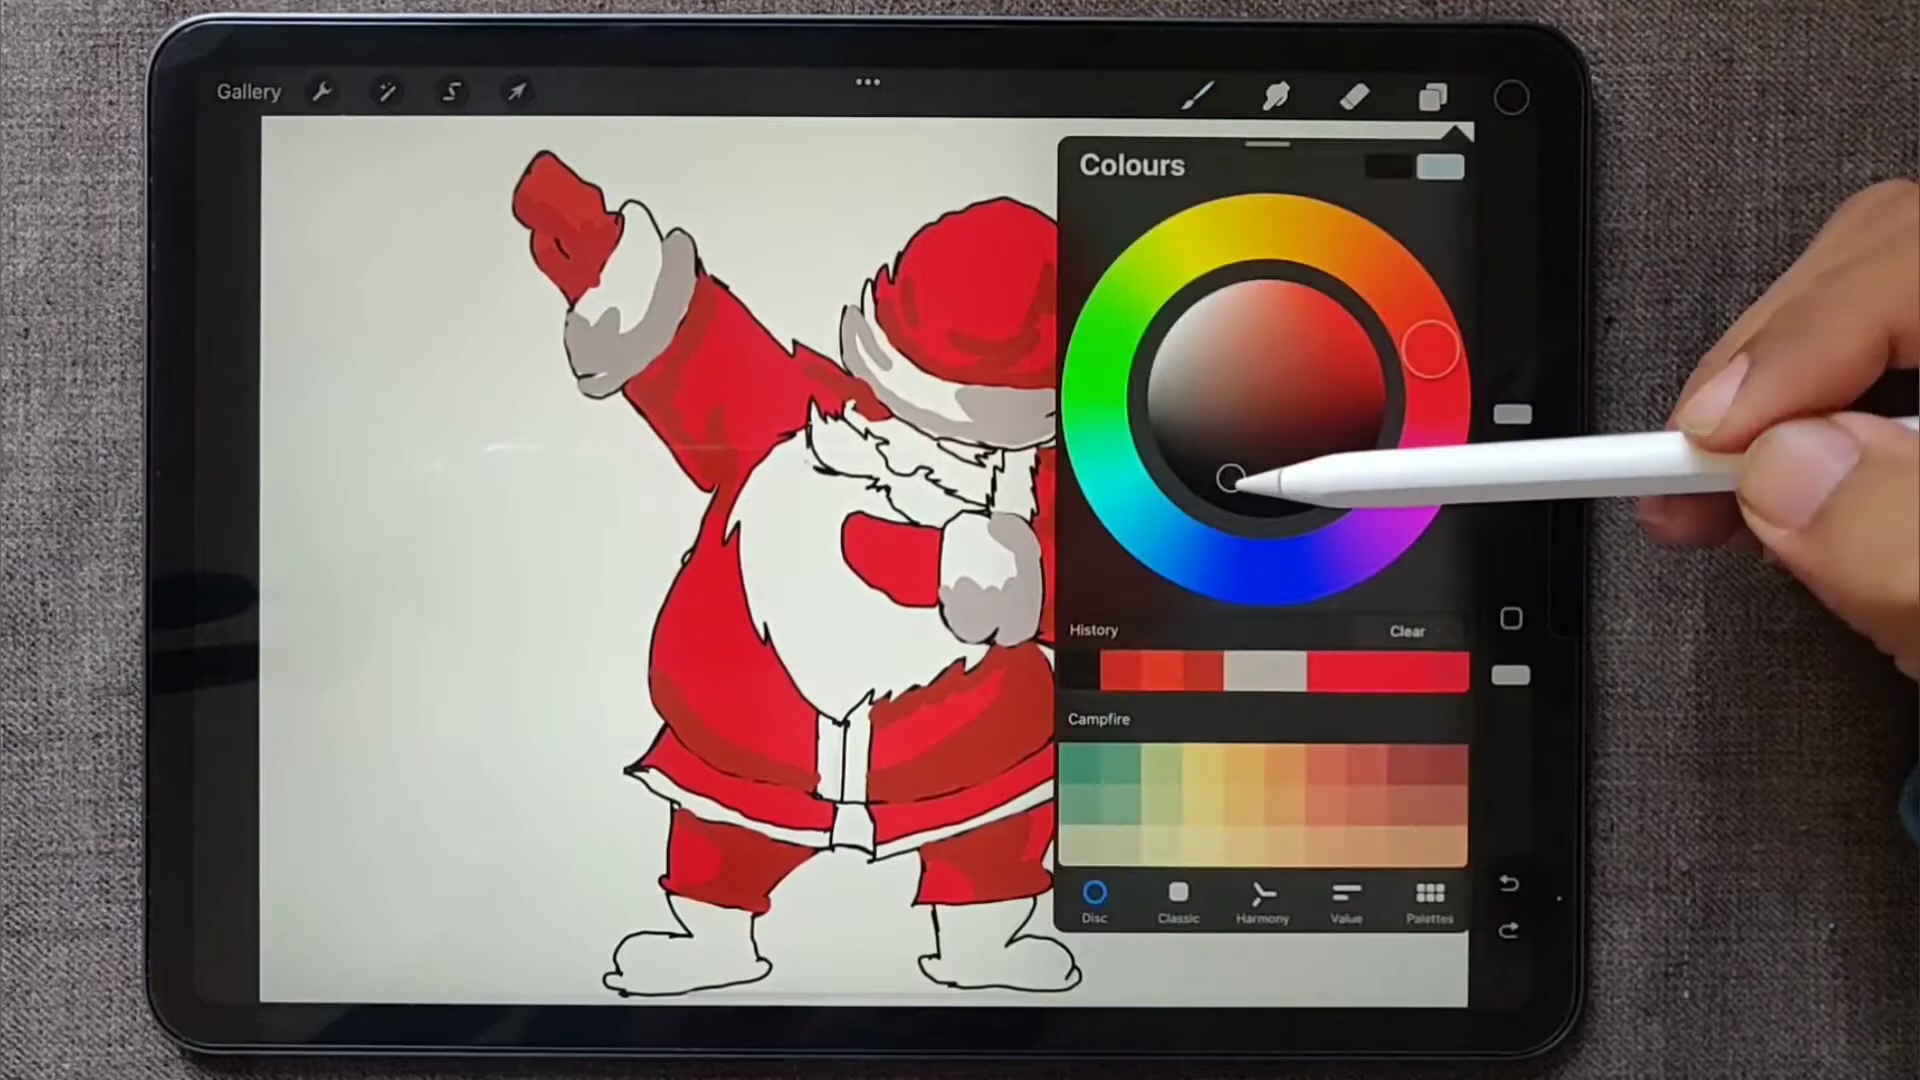 Gallery
Colours
History Clear
Campfire
Disc Classic Harmony Value Palettes